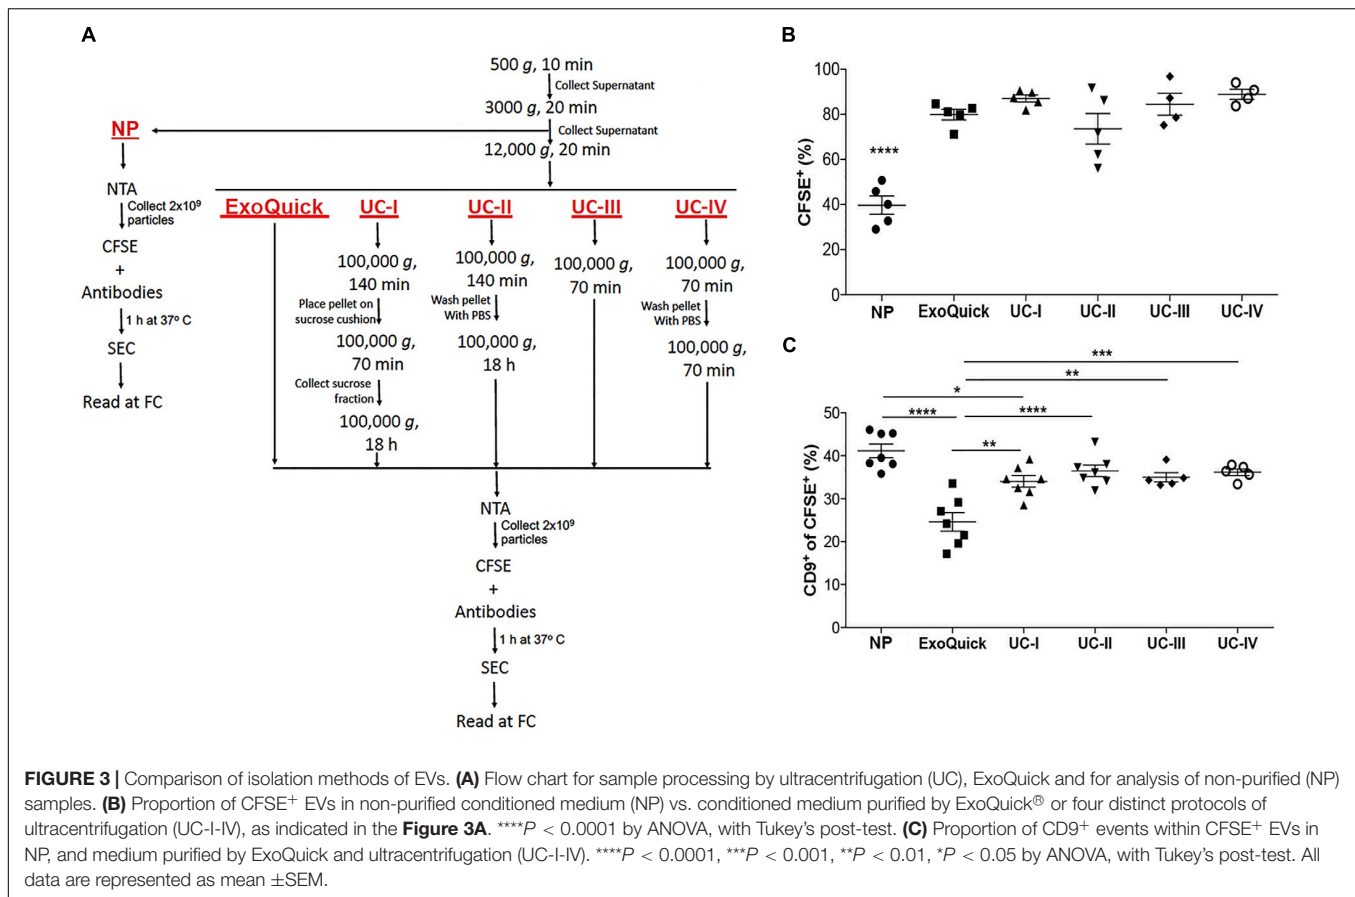 A
500 g, 10 min
Collect Supernatant
3000 g, 20 min
Collect Supernatant
12,000 g, 20 min
NP
NTA
Collect 2x10⁹
particles
CFSE
+
Antibodies
1 h at 37º C
SEC
Read at FC
ExoQuick
UC-I
UC-II
UC-III
UC-IV
100,000 g,
140 min
Place pellet on
sucrose cushion
100,000 g,
70 min
Collect sucrose
fraction
100,000 g,
18 h
100,000 g,
140 min
Wash pellet
With PBS
100,000 g,
18 h
100,000 g,
70 min
100,000 g,
70 min
Wash pellet
With PBS
100,000 g,
70 min
NTA
Collect 2x10⁹
particles
CFSE
+
Antibodies
1 h at 37º C
SEC
Read at FC
B
CFSE⁺ (%)
100
80
60
40
20
0
****
NP
ExoQuick
UC-I
UC-II
UC-III
UC-IV
C
CD9⁺ of CFSE⁺ (%)
***
**
*
****
****
**
50
40
30
20
10
0
NP
ExoQuick
UC-I
UC-II
UC-III
UC-IV
FIGURE 3 | Comparison of isolation methods of EVs. (A) Flow chart for sample processing by ultracentrifugation (UC), ExoQuick and for analysis of non-purified (NP)
samples. (B) Proportion of CFSE⁺ EVs in non-purified conditioned medium (NP) vs. conditioned medium purified by ExoQuick® or four distinct protocols of
ultracentrifugation (UC-I-IV), as indicated in the Figure 3A. ****P < 0.0001 by ANOVA, with Tukey's post-test. (C) Proportion of CD9⁺ events within CFSE⁺ EVs in
NP, and medium purified by ExoQuick and ultracentrifugation (UC-I-IV). ****P < 0.0001, ***P < 0.001, **P < 0.01, *P < 0.05 by ANOVA, with Tukey's post-test. All
data are represented as mean ±SEM.